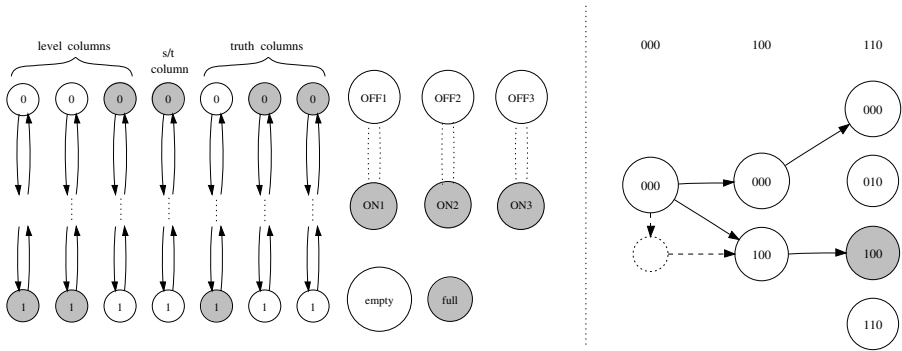 level columns
s/t
column
truth columns
0 0 0 0 0 0 0
OFF1 OFF2 OFF3
ON1 ON2 ON3
1 1 1 1 1 1 1
empty full
000 100 110
000
000 000 010
100 100
110